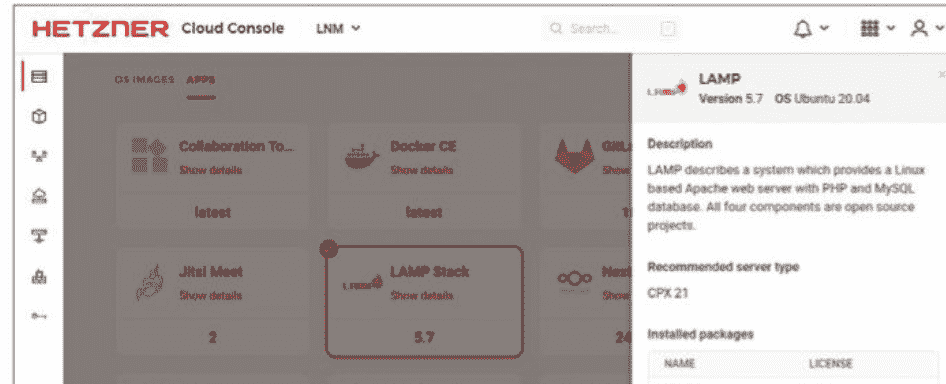 HETZNER Cloud Console LNM Search...
OS IMAGES APPS
Collaboration To...
Show details
latest
Docker CE
Show details
latest
Show
Jitsi Meet
Show details
2
LAMP Stack
Show details
5.7
Show
24
LAMP
Version 5.7 OS Ubuntu 20.04
Description
LAMP describes a system which provides a Linux
based Apache web server with PHP and MySQL
database. All four components are open source
projects.
Recommended server type
CPX 21
Installed packages
NAME LICENSE